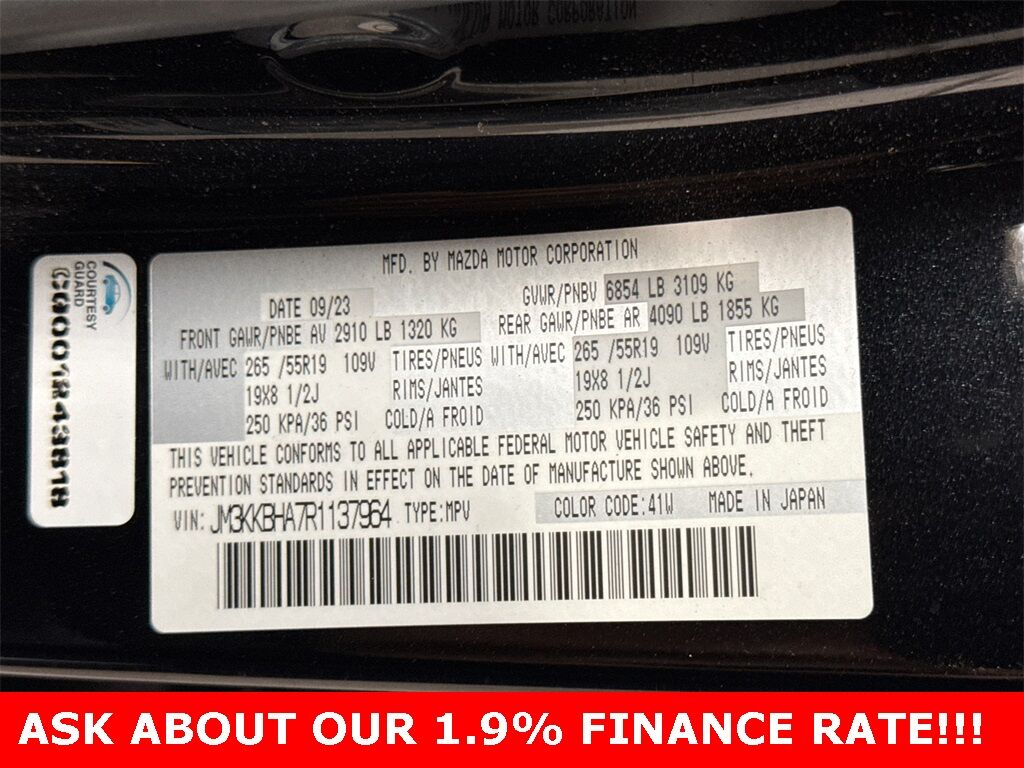 COURTESY
GUARD
CG001R43818
MFD. BY MAZDA MOTOR CORPORATION
DATE 09/23
GVWR/PNBV 6854 LB 3109 KG
FRONT GAWR/PNBE AV 2910 LB 1320 KG
REAR GAWR/PNBE AR 4090 LB 1855 KG
WITH/AVEC 265 /55R19 109V TIRES/PNEUS
19X8 1/2J RIMS/JANTES
250 KPA/36 PSI COLD/A FROID
WITH/AVEC 265 /55R19 109V TIRES/PNEUS
19X8 1/2J RIMS/JANTES
250 KPA/36 PSI COLD/A FROID
THIS VEHICLE CONFORMS TO ALL APPLICABLE FEDERAL MOTOR VEHICLE SAFETY AND THEFT
PREVENTION STANDARDS IN EFFECT ON THE DATE OF MANUFACTURE SHOWN ABOVE.
VIN: JM3KKBHA7R1137964 TYPE:MPV
COLOR CODE:41W MADE IN JAPAN
ASK ABOUT OUR 1.9% FINANCE RATE!!!